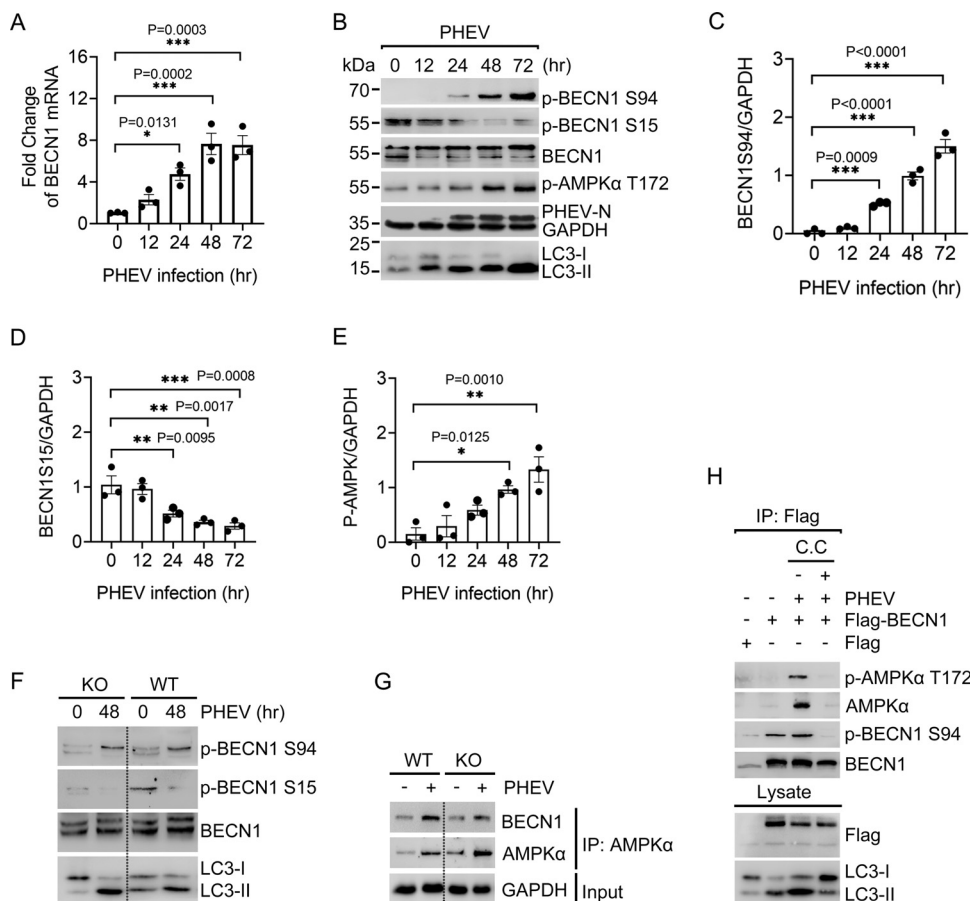 A
P=0.0003
***
P=0.0002
***
P=0.0131
*
Fold Change
of BECN1 mRNA
16
12
8
4
0
0 12 24 48 72
PHEV infection (hr)
B
PHEV
kDa 0 12 24 48 72 (hr)
70 p-BECN1 S94
55 p-BECN1 S15
55 BECN1
55 p-AMPKα T172
PHEV-N
35 GAPDH
25 LC3-I
15 LC3-II
C
P<0.0001
***
P<0.0001
***
P=0.0009
***
BECN1S94/GAPDH
3
2
1
0
0 12 24 48 72
PHEV infection (hr)
D
*** P=0.0008
** P=0.0017
** P=0.0095
BECN1S15/GAPDH
3
2
1
0
0 12 24 48 72
PHEV infection (hr)
E
P=0.0010
**
P=0.0125
*
P-AMPK/GAPDH
3
2
1
0
0 12 24 48 72
PHEV infection (hr)
F
KO WT
0 48 0 48 PHEV (hr)
p-BECN1 S94
p-BECN1 S15
BECN1
LC3-I
LC3-II
G
WT KO
- + - + PHEV
BECN1
AMPKα
IP: AMPKα
GAPDH Input
H
IP: Flag
C.C
- +
- - + + PHEV
- + + + Flag-BECN1
+ - - - Flag
p-AMPKα T172
AMPKα
p-BECN1 S94
BECN1
Lysate
Flag
LC3-I
LC3-II